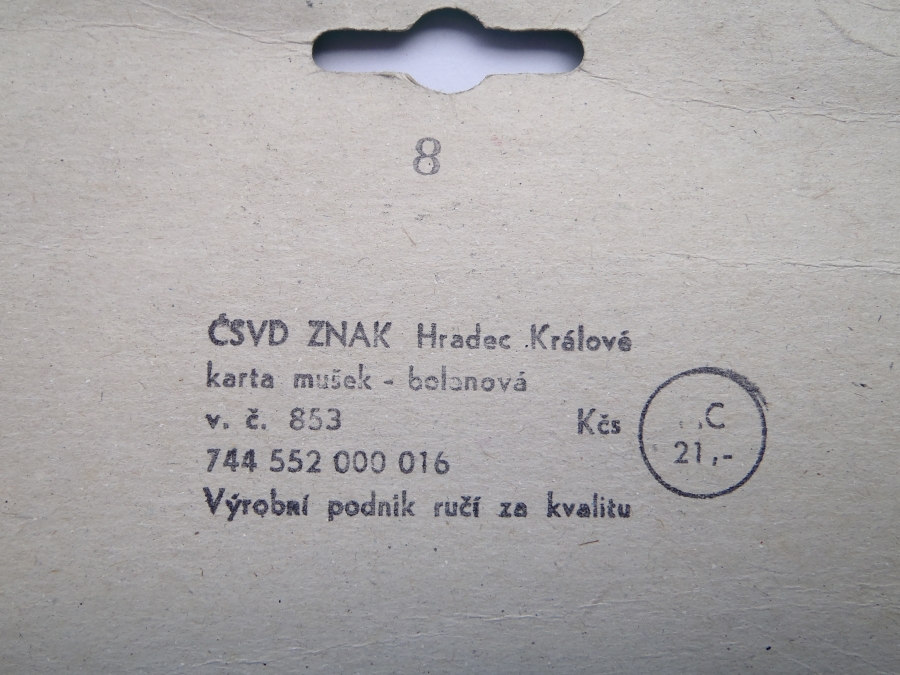 8
ČSVD ZNAK Hradec Králové
karta mušek - bolenová
v. č. 853
Kčs
C
21,-
744 552 000 016
Výrobní podnik ručí za kvalitu